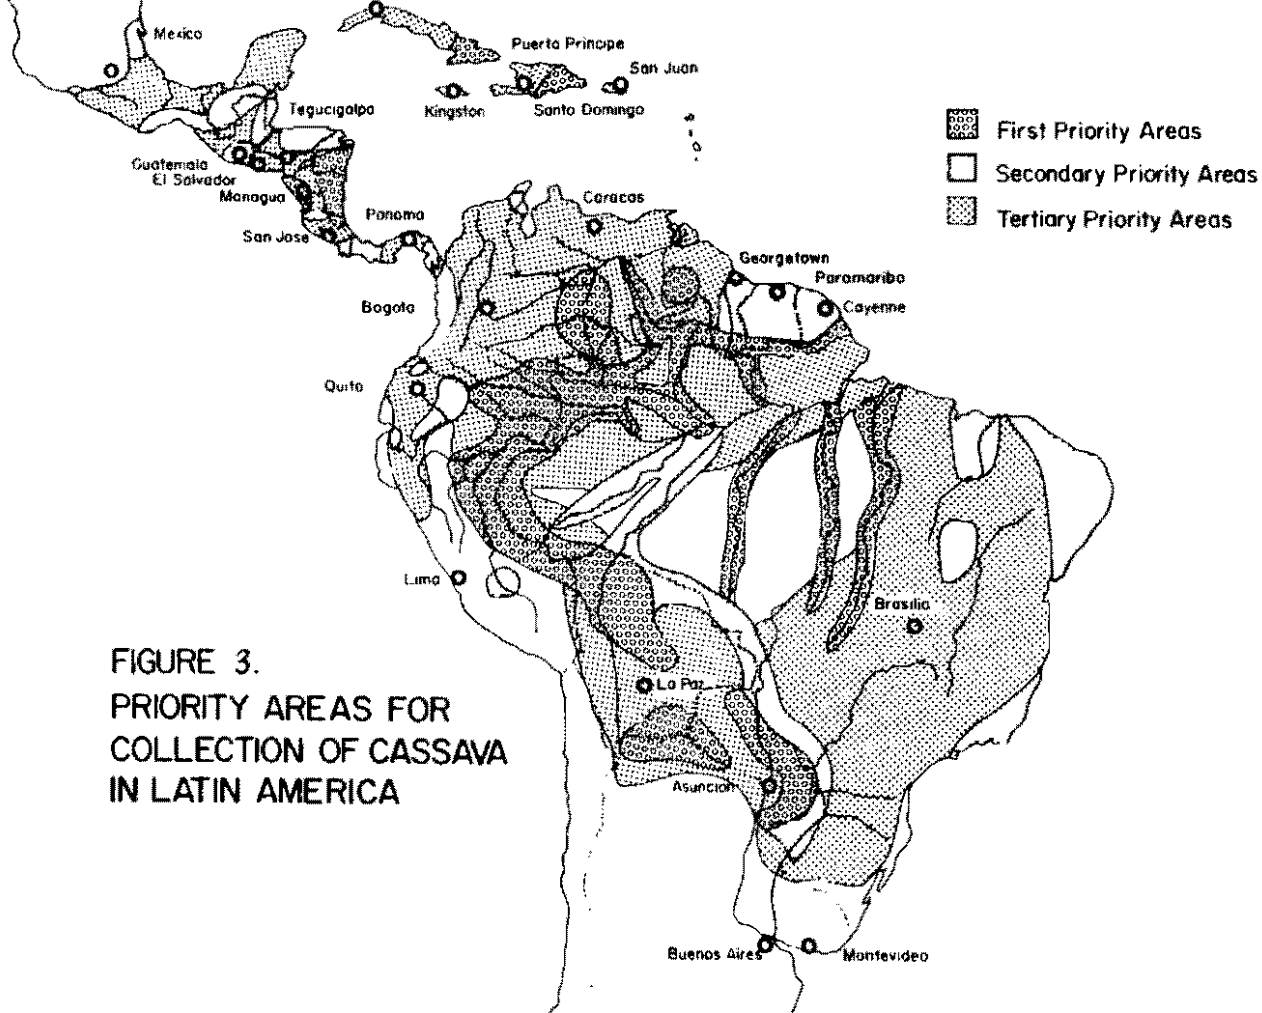 Mexico
Puerto Principe
San Juan
Tegucigalpa
Kingston
Santo Domingo
First Priority Areas
Guatemala
Secondary Priority Areas
El Salvador
Managua
Caracas
Panama
Tertiary Priority Areas
San Jose
Georgetown
Paramaribo
Bogota
Cayenne
Quito
Lima
Brasilia
FIGURE 3.
La Paz
PRIORITY AREAS FOR
COLLECTION OF CASSAVA
IN LATIN AMERICA
Asuncion
Buenos Aires
Montevideo